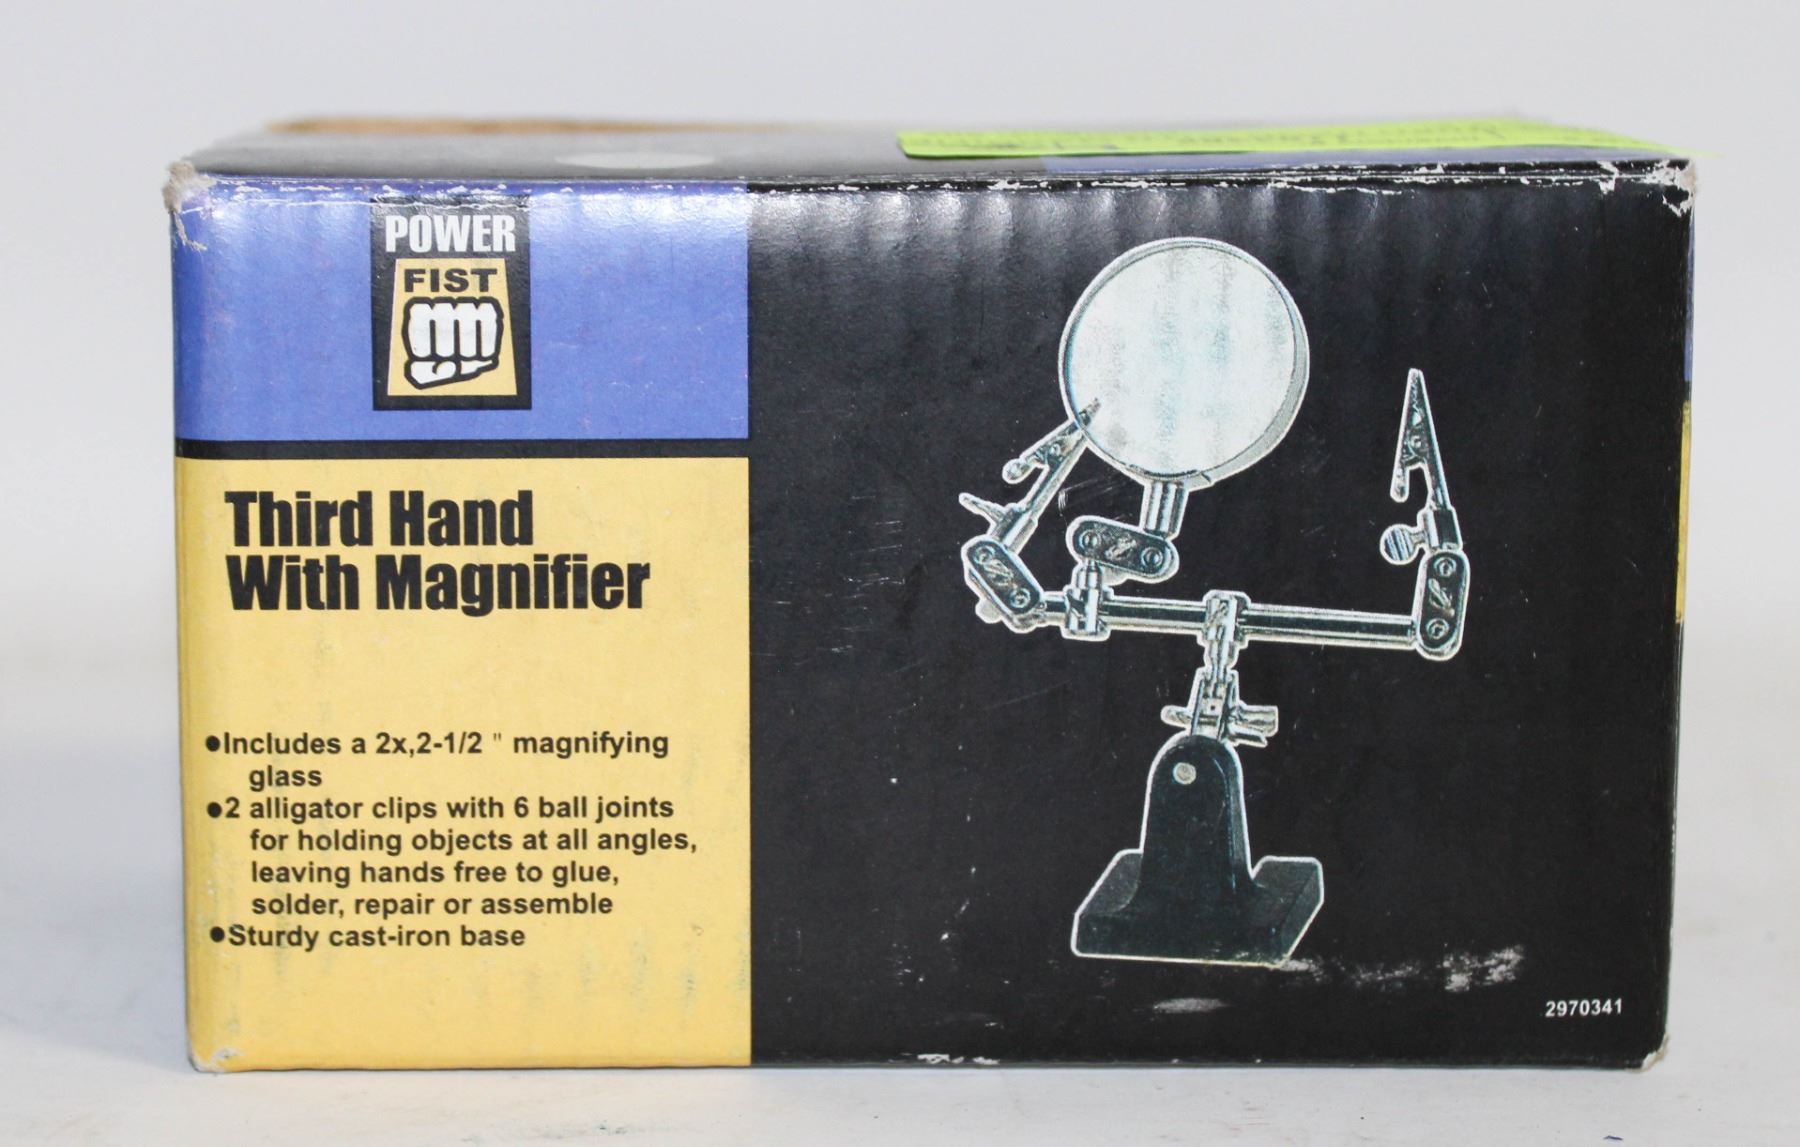 POWER
FIST
Third Hand
With Magnifier
●Includes a 2x,2-1/2 " magnifying
glass
●2 alligator clips with 6 ball joints
for holding objects at all angles,
leaving hands free to glue,
solder, repair or assemble
●Sturdy cast-iron base
2970341